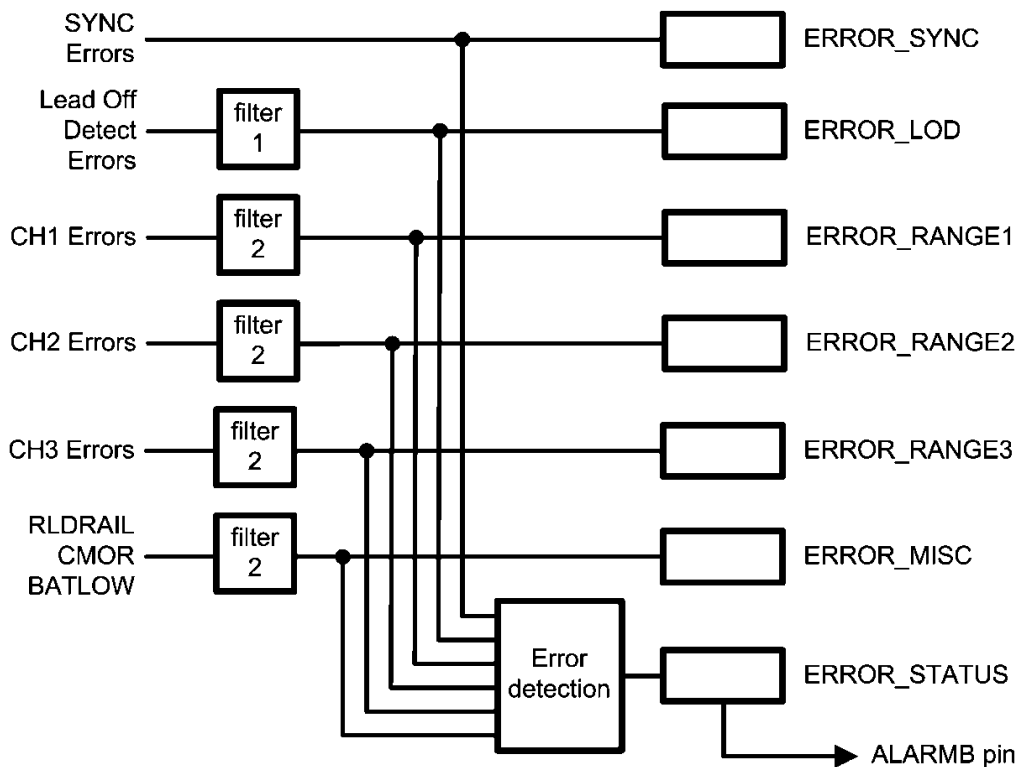 SYNC
Errors
ERROR_SYNC
Lead Off
Detect
Errors
filter
1
ERROR_LOD
CH1 Errors
filter
2
ERROR_RANGE1
CH2 Errors
filter
2
ERROR_RANGE2
CH3 Errors
filter
2
ERROR_RANGE3
RLDRAIL
CMOR
BATLOW
filter
2
ERROR_MISC
Error
detection
ERROR_STATUS
ALARMB pin